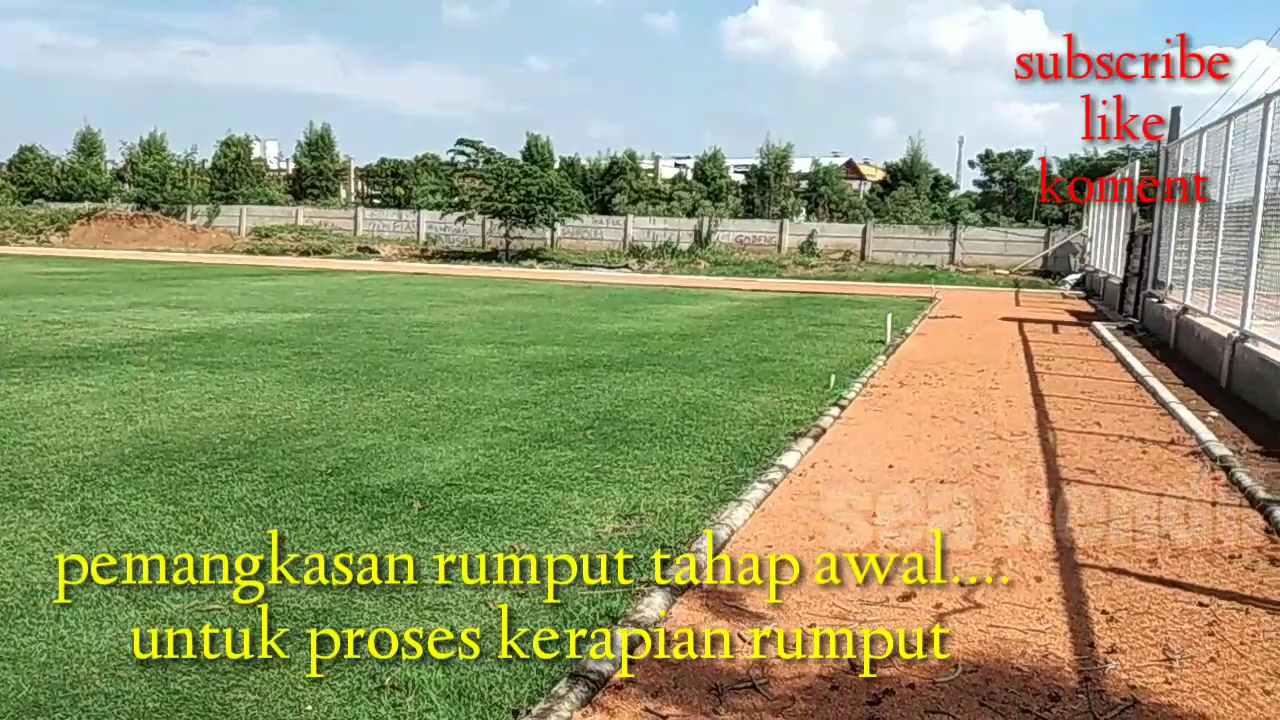 subscribe
like
koment
pemangkasan rumput tahap awal....
untuk proses kerapian rumput